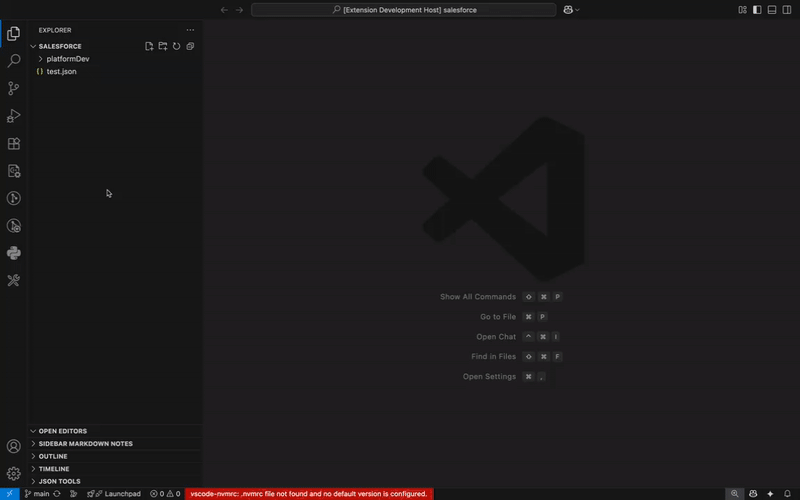 [Extension Development Host] salesforce
EXPLORER
SALESFORCE
platformDev
{} test.json
Show All Commands ⇧ ⌘ P
Go to File ⌘ P
Open Chat ^ ⌘ I
Find in Files ⇧ ⌘ F
Open Settings ⌘ ,
OPEN EDITORS
SIDEBAR MARKDOWN NOTES
OUTLINE
TIMELINE
JSON TOOLS
main Launchpad 0 0 vscode-nvmrc: .nvmrc file not found and no default version is configured.